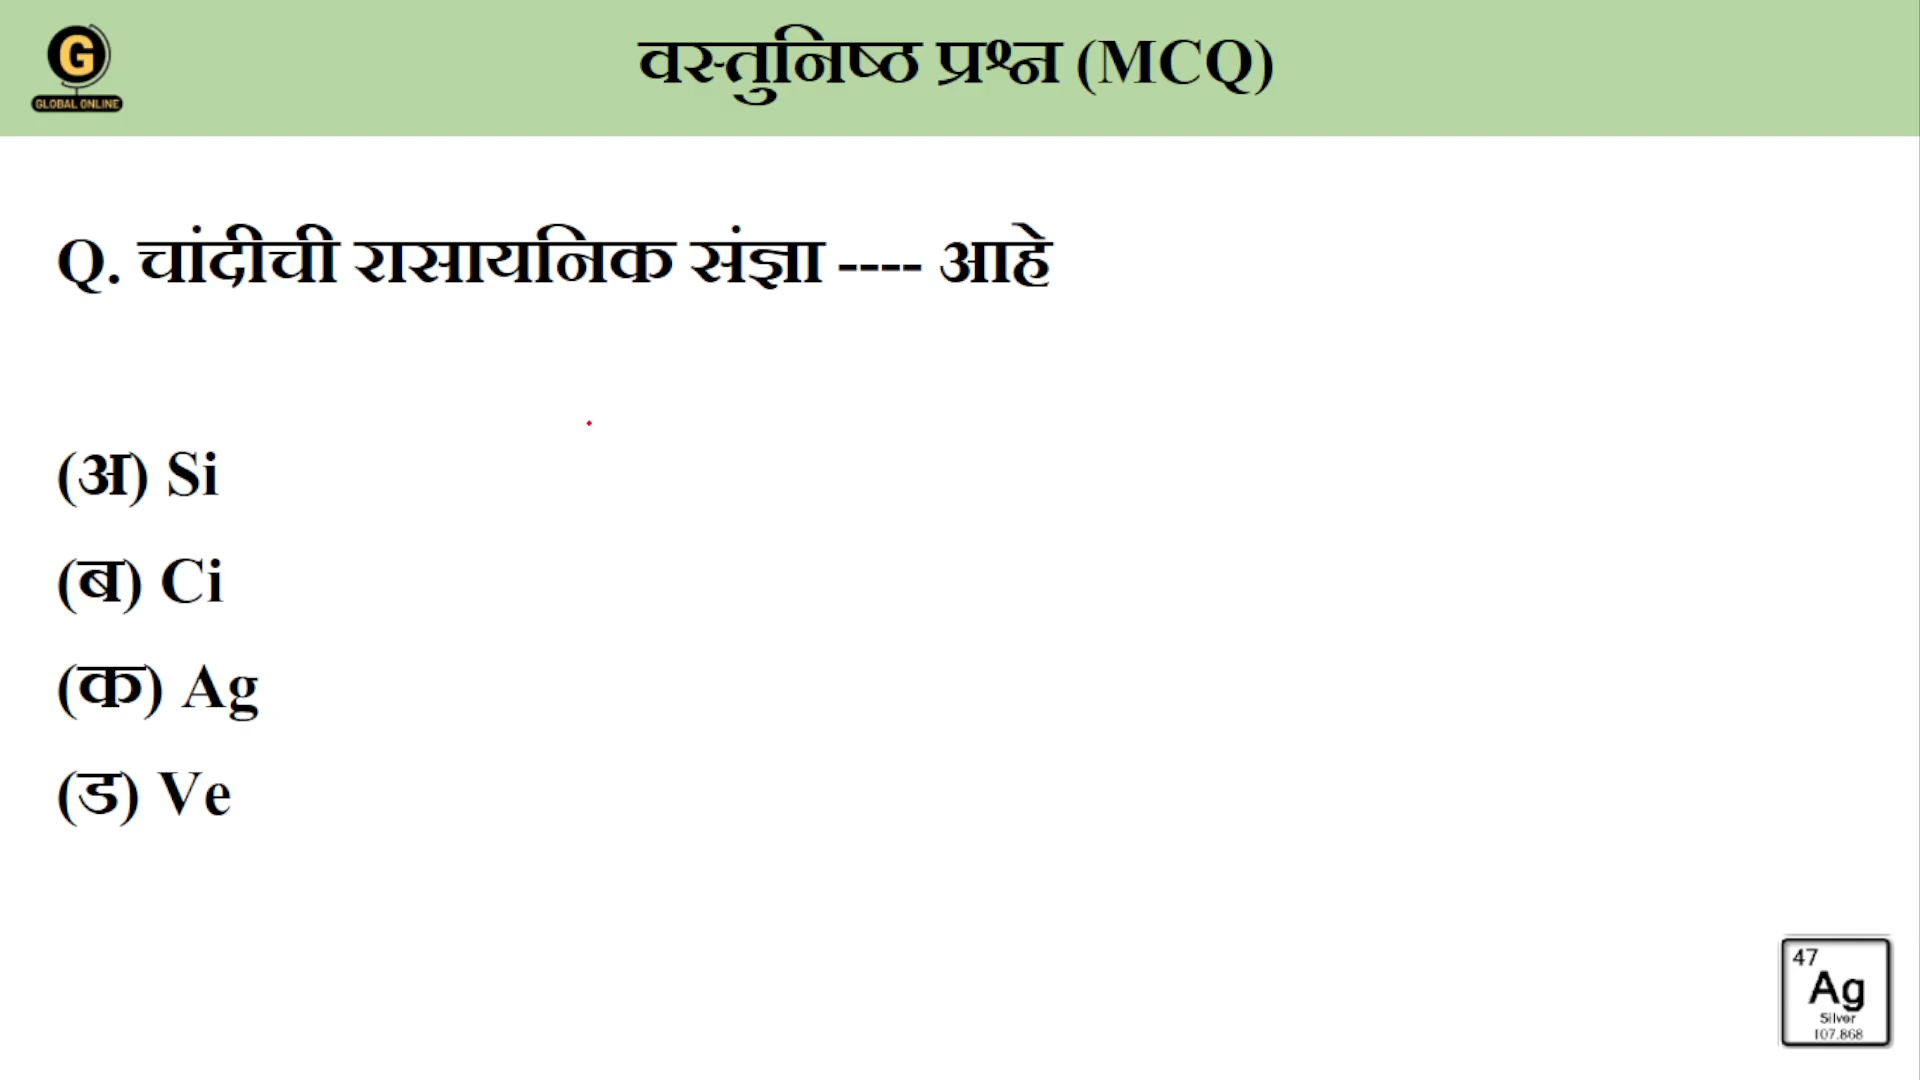 G
GLOBAL ONLINE
वस्तुनिष्ठ प्रश्न (MCQ)
Q. चांदीची रासायनिक संज्ञा ---- आहे
(अ) Si
(ब) Ci
(क) Ag
(ड) Ve
47
Ag
Silver
107.868